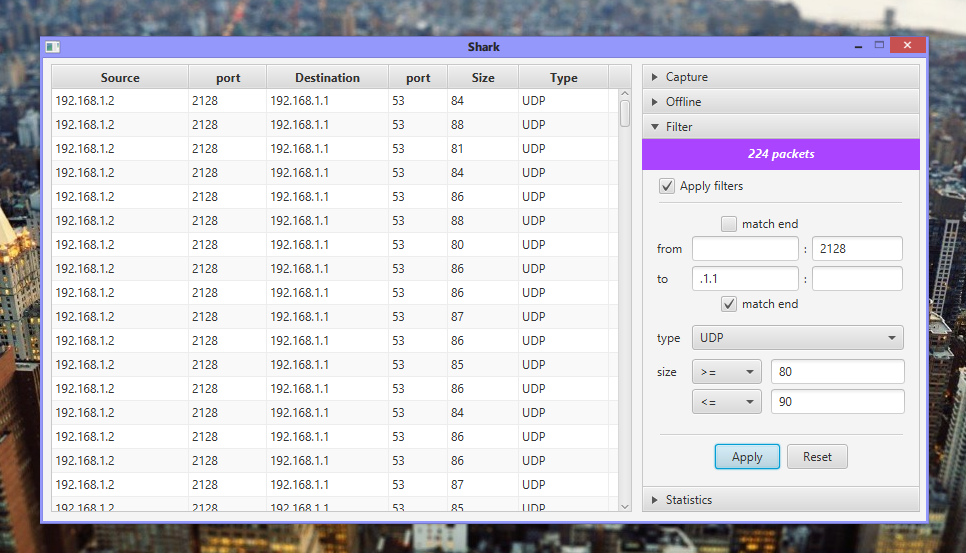 Shark
Source port Destination port Size Type
192.168.1.2 2128 192.168.1.1 53 84 UDP
192.168.1.2 2128 192.168.1.1 53 88 UDP
192.168.1.2 2128 192.168.1.1 53 81 UDP
192.168.1.2 2128 192.168.1.1 53 84 UDP
192.168.1.2 2128 192.168.1.1 53 86 UDP
192.168.1.2 2128 192.168.1.1 53 88 UDP
192.168.1.2 2128 192.168.1.1 53 80 UDP
192.168.1.2 2128 192.168.1.1 53 86 UDP
192.168.1.2 2128 192.168.1.1 53 86 UDP
192.168.1.2 2128 192.168.1.1 53 87 UDP
192.168.1.2 2128 192.168.1.1 53 86 UDP
192.168.1.2 2128 192.168.1.1 53 85 UDP
192.168.1.2 2128 192.168.1.1 53 86 UDP
192.168.1.2 2128 192.168.1.1 53 84 UDP
192.168.1.2 2128 192.168.1.1 53 86 UDP
192.168.1.2 2128 192.168.1.1 53 86 UDP
192.168.1.2 2128 192.168.1.1 53 87 UDP
192.168.1.2 2128 192.168.1.1 53 85 UDP
Capture
Offline
Filter
224 packets
Apply filters
match end
from : 2128
to .1.1 :
match end
type UDP
size >= 80
<= 90
Apply Reset
Statistics